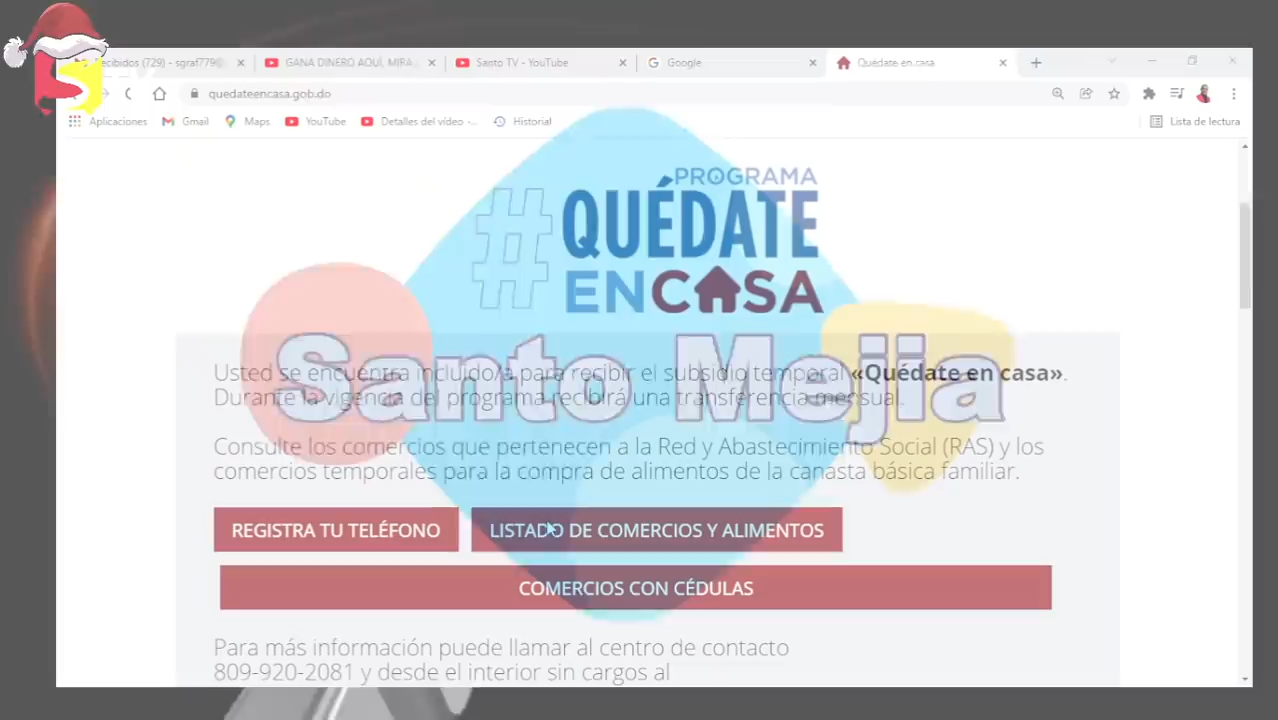 Recibidos (729) - sgraf779@
GANA DINERO AQUÍ, MIRA
Santo TV - YouTube
Google
Quedate en casa
quedateencasa.gob.do
Aplicaciones
Gmail
Maps
YouTube
Detalles del vídeo -...
Historial
Lista de lectura
PROGRAMA
#QUÉDATE
ENCASA
Santo Mejia
Usted se encuentra incluido/a para recibir el subsidio temporal «Quédate en casa».
Durante la vigencia del programa recibirá una transferencia mensual.
Consulte los comercios que pertenecen a la Red y Abastecimiento Social (RAS) y los
comercios temporales para la compra de alimentos de la canasta básica familiar.
REGISTRA TU TELÉFONO
LISTADO DE COMERCIOS Y ALIMENTOS
COMERCIOS CON CÉDULAS
Para más información puede llamar al centro de contacto
809-920-2081 y desde el interior sin cargos al